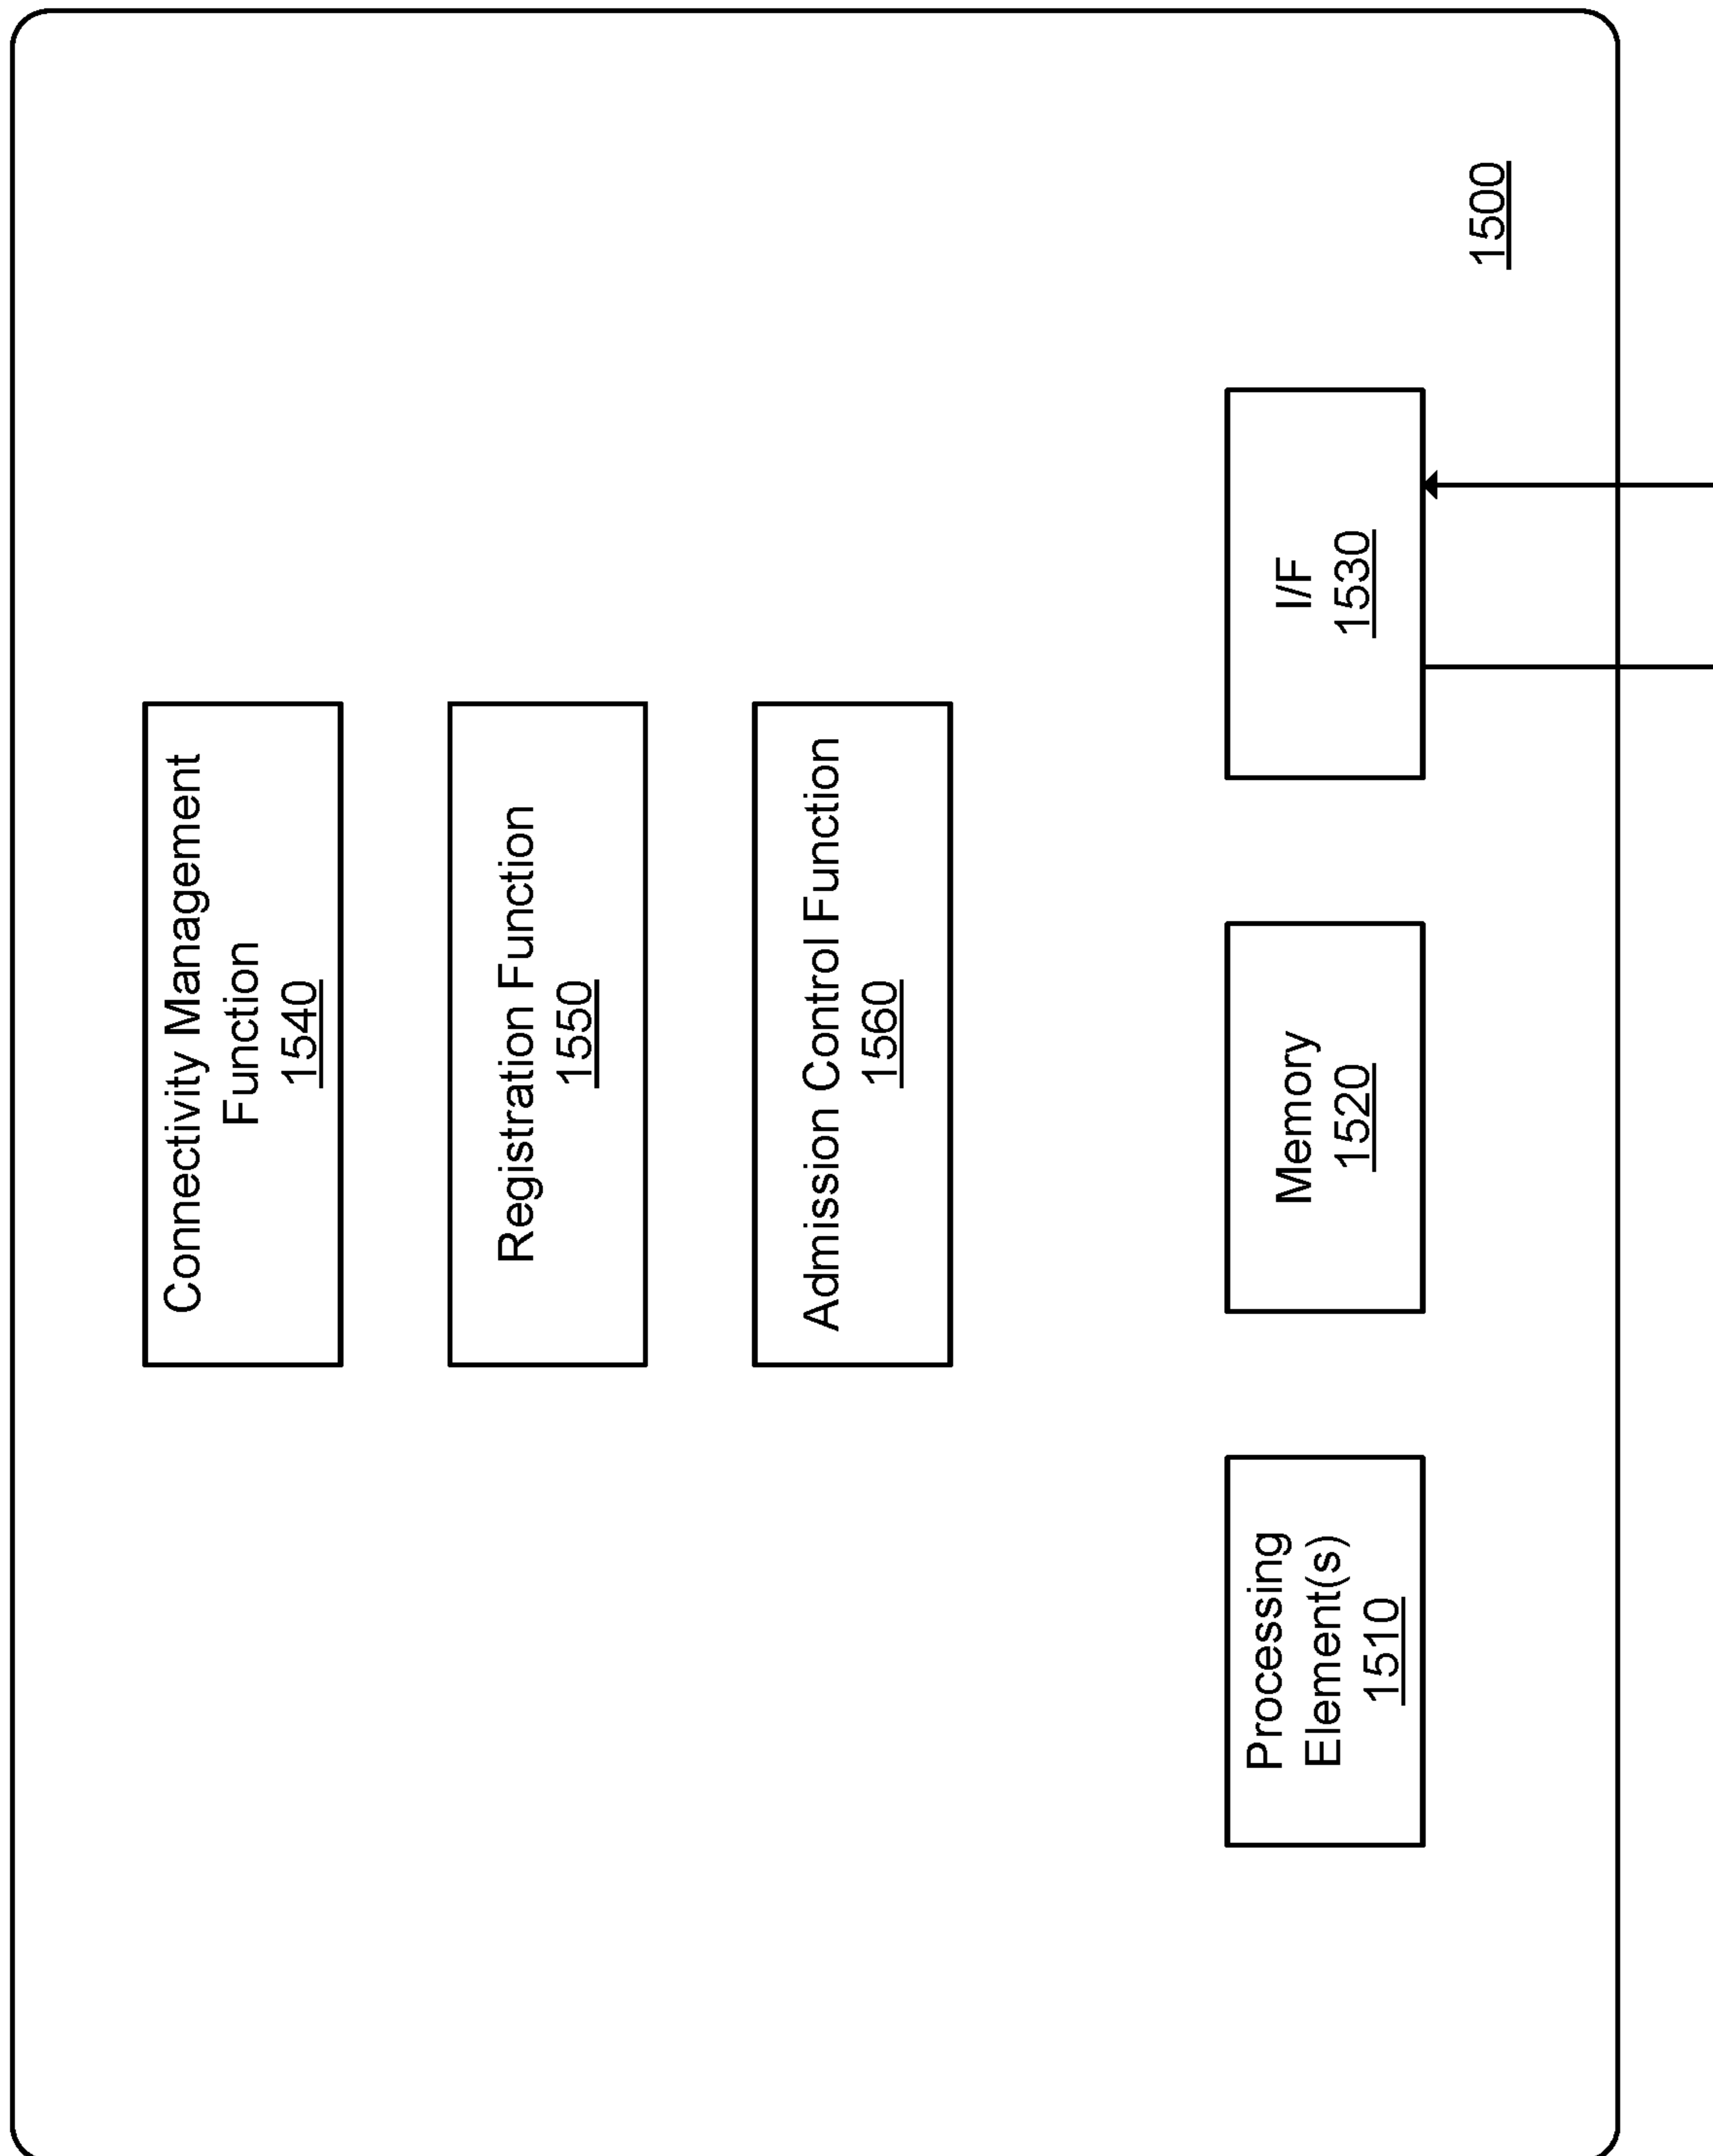 Connectivity Management
Function
1540
Registration Function
1550
Admission Control Function
1560
Processing
Element(s)
1510
Memory
1520
I/F
1530
1500